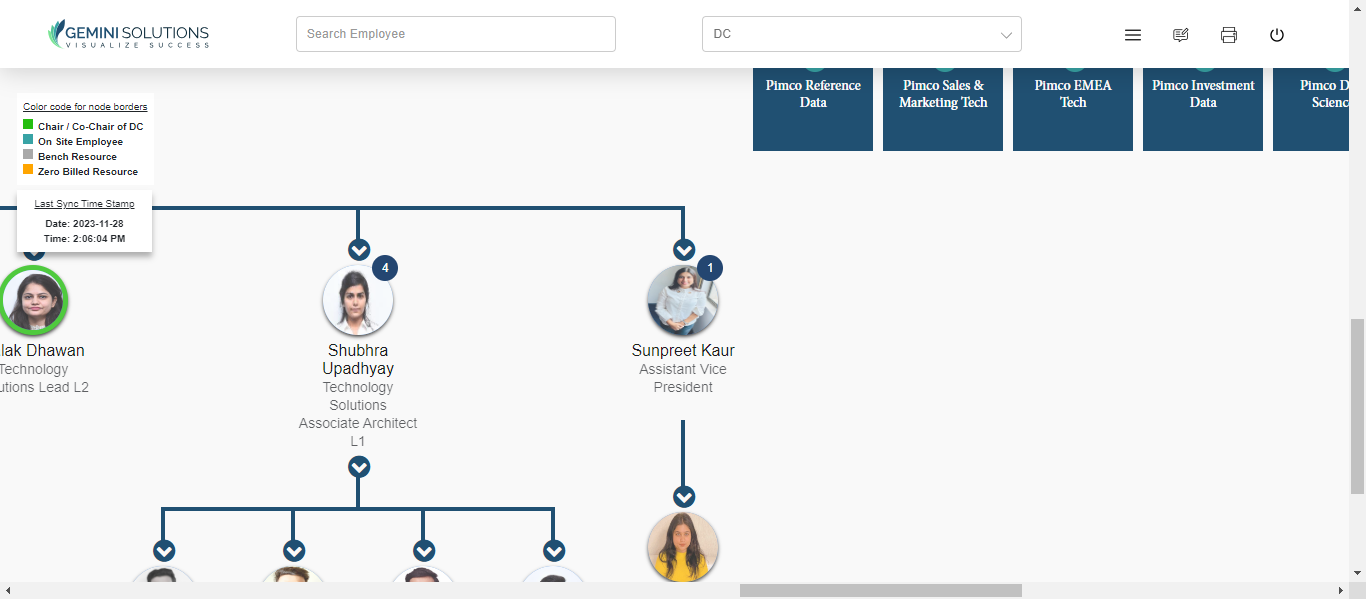 GEMINI SOLUTIONS
VISUALIZE SUCCESS
Search Employee
DC
Pimco Reference
Data
Pimco Sales &
Marketing Tech
Pimco EMEA
Tech
Pimco Investment
Data
Pimco D
Scienc
Color code for node borders
Chair / Co-Chair of DC
On Site Employee
Bench Resource
Zero Billed Resource
Last Sync Time Stamp
Date: 2023-11-28
Time: 2:06:04 PM
4
1
lak Dhawan
Technology
utions Lead L2
Shubhra
Upadhyay
Technology
Solutions
Associate Architect
L1
Sunpreet Kaur
Assistant Vice
President